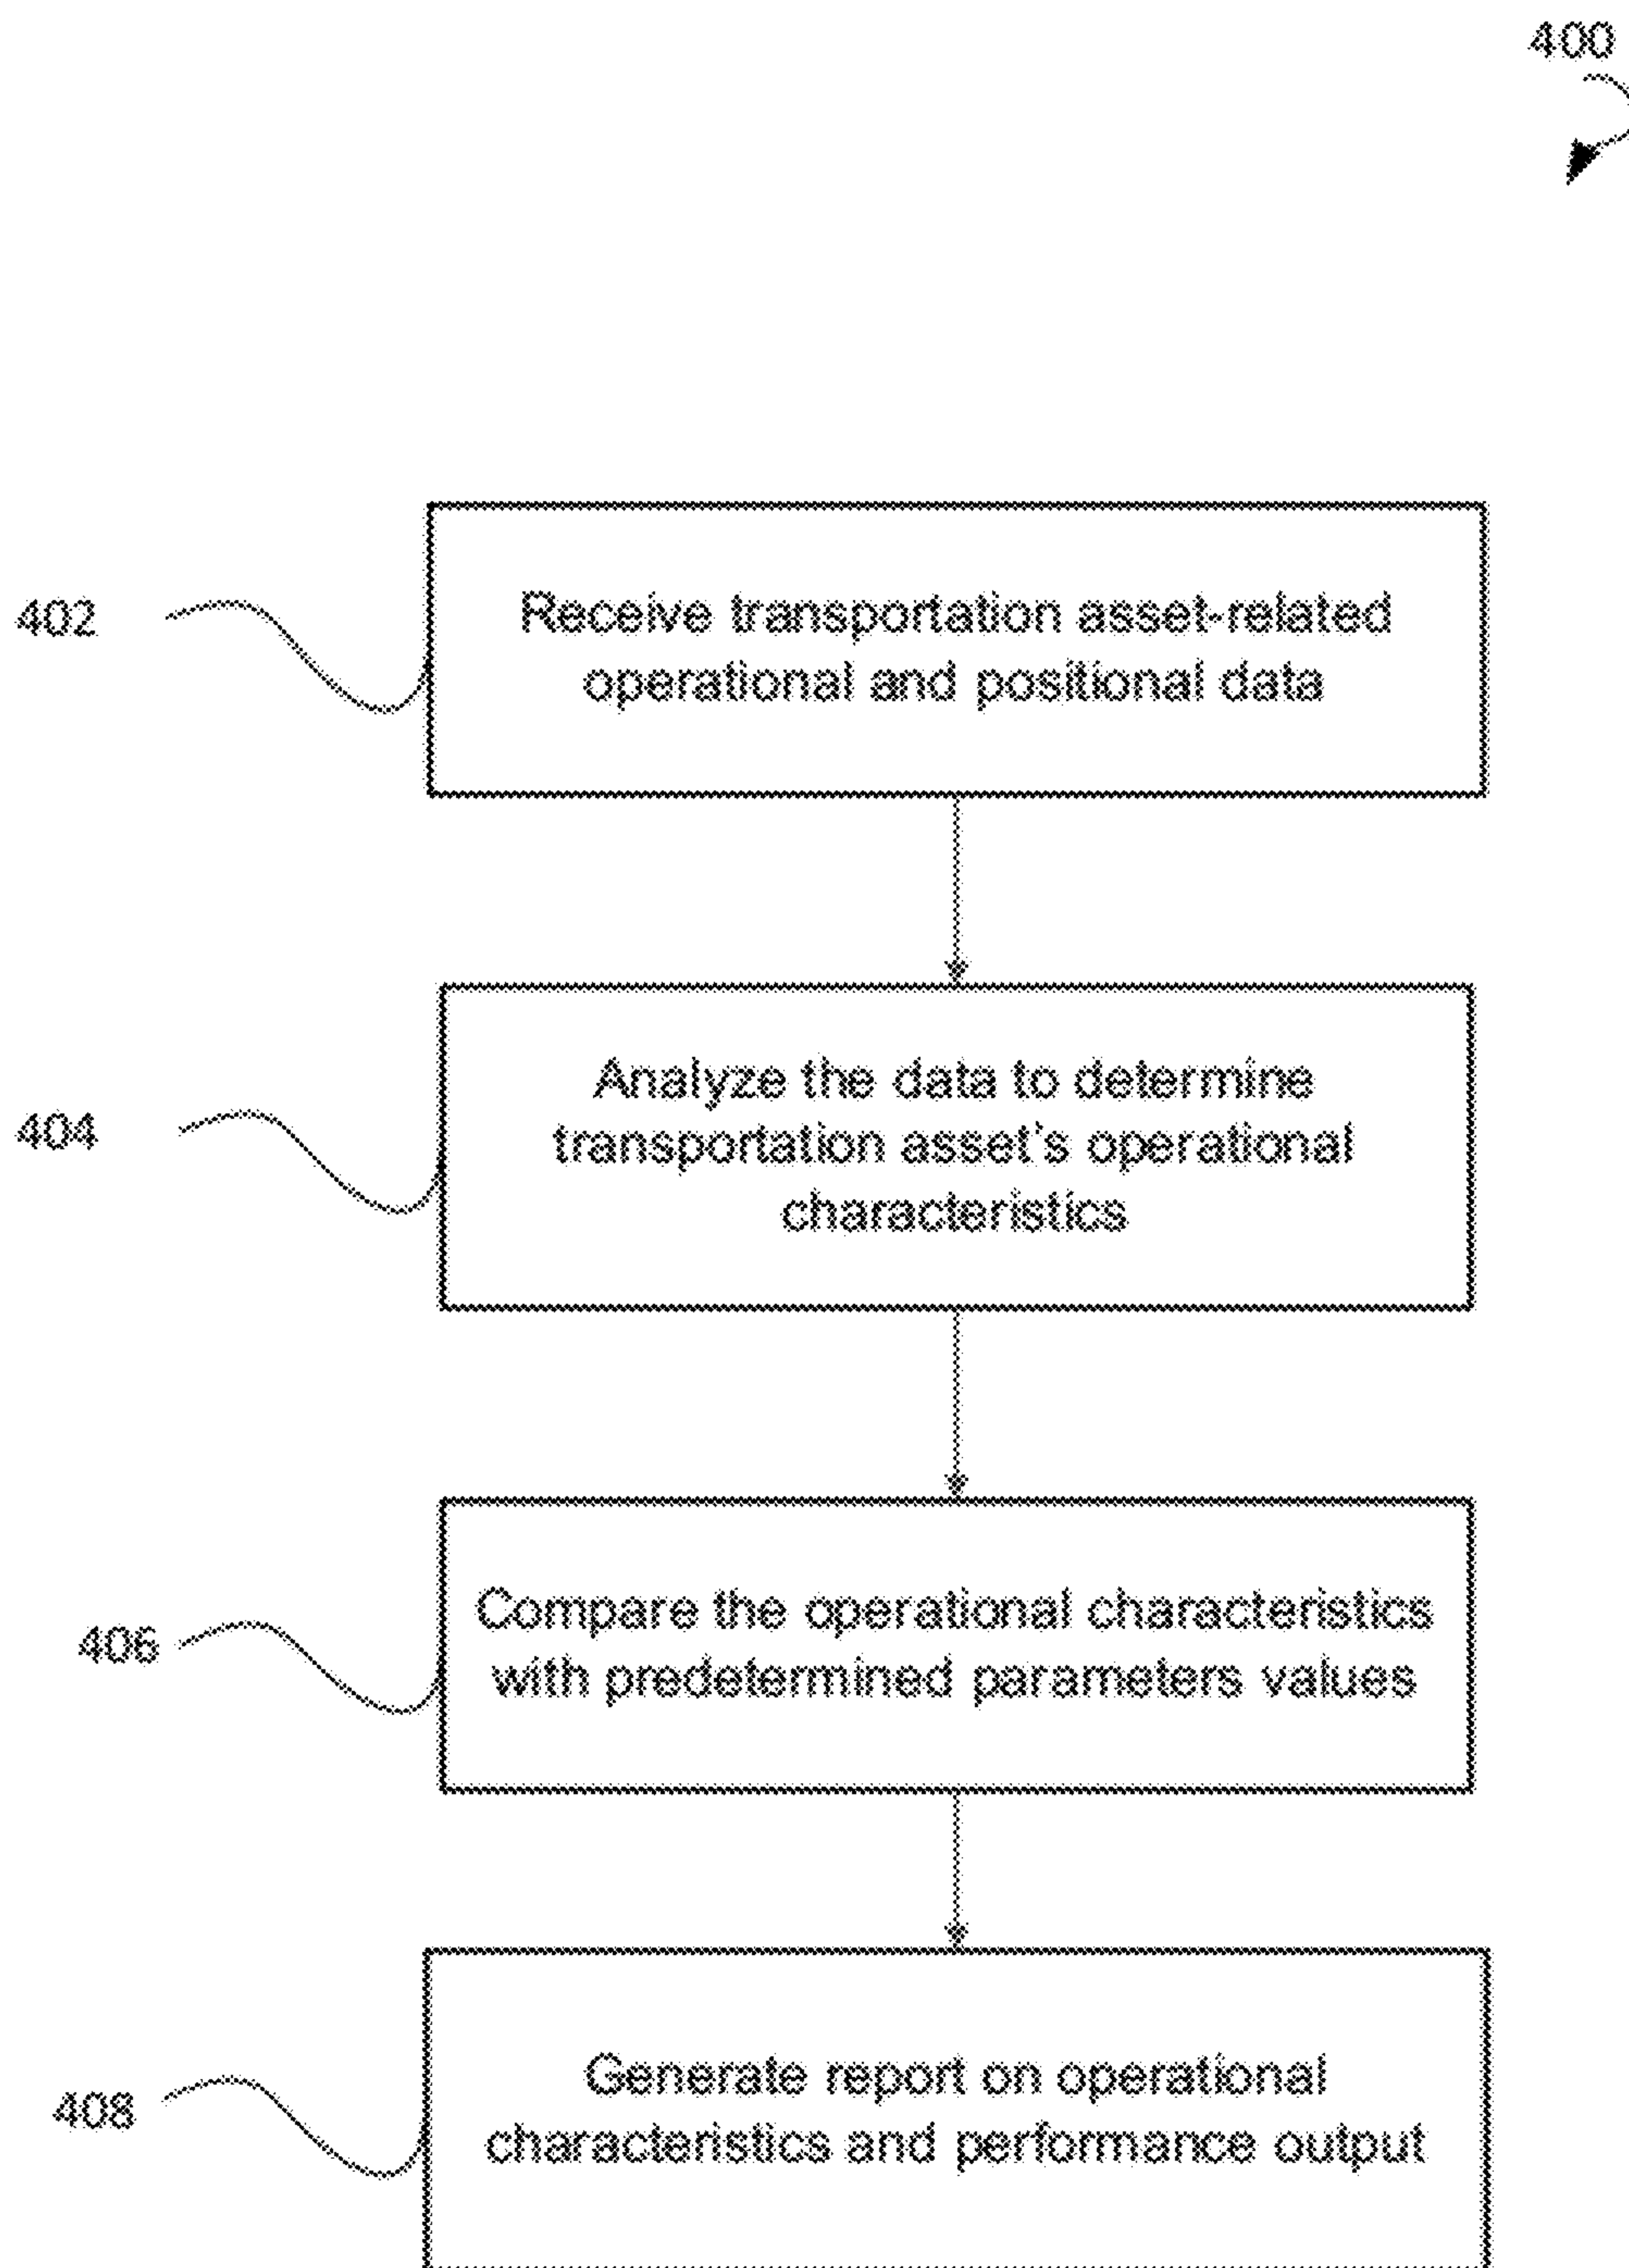 400
402
Receive transportation asset-related
operational and positional data
404
Analyze the data to determine
transportation asset's operational
characteristics
406
Compare the operational characteristics
with predetermined parameters values
408
Generate report on operational
characteristics and performance output